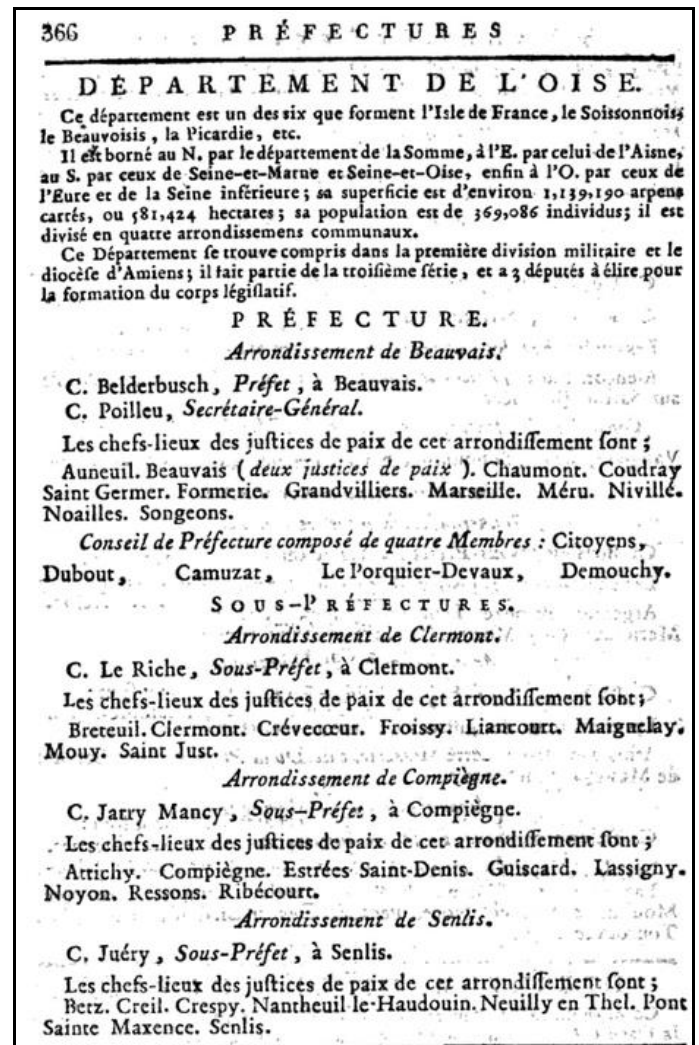 366 PRÉFECTURES
DÉPARTEMENT DE L'OISE.
Ce département est un des six que forment l'Isle de France, le Soissonnois,
le Beauvoisis, la Picardie, etc.
Il est borné au N. par le département de la Somme, à l'E. par celui de l'Aisne,
au S. par ceux de Seine-et-Marne et Seine-et-Oise, enfin à l'O. par ceux de
l'Eure et de la Seine inférieure ; sa superficie est d'environ 1,139,190 arpens
carrés, ou 581,424 hectares ; sa population est de 369,086 individus; il est
divisé en quatre arrondissemens communaux.
Ce Département ſe trouve compris dans la première division militaire et le
diocèſe d'Amiens ; il fait partie de la troiſième ſérie, et a 3 députés à élire pour
la formation du corps légiſlatif.
PRÉFECTURE.
Arrondissement de Beauvais.
C. Belderbusch, Préfet, à Beauvais.
C. Poilleu, Secrétaire-Général.
Les chefs-lieux des juſtices de paix de cet arrondiſſement ſont ;
Auneuil. Beauvais ( deux justices de paix ). Chaumont. Coudray
Saint Germer. Formerie. Grandvilliers. Marseille. Méru. Nivillé.
Noailles. Songeons.
Conseil de Préfecture composé de quatre Membres : Citoyens,
Dubout, Camuzat, Le Porquier-Devaux, Demouchy.
SOUS-PRÉFECTURES.
Arrondissement de Clermont.
C. Le Riche, Sous-Préfet, à Clermont.
Les chefs-lieux des juſtices de paix de cet arrondiſſement ſont ;
Breteuil. Clermont. Crévecœur. Froissy. Liancourt. Maignelay.
Mouy. Saint Just.
Arrondissement de Compiègne.
C. Jarry Mancy, Sous-Préfet, à Compiègne.
Les chefs-lieux des juſtices de paix de cet arrondiſſement ſont ;
Attichy. Compiègne. Estrées Saint-Denis. Guiscard. Lassigny.
Noyon. Ressons. Ribécourt.
Arrondissement de Senlis.
C. Juéry, Sous-Préfet, à Senlis.
Les chefs-lieux des juſtices de paix de cet arrondiſſement ſont ;
Betz. Creil. Crespy. Nantheuil le-Haudouin. Neuilly en Thel. Pont
Sainte Maxence. Senlis.